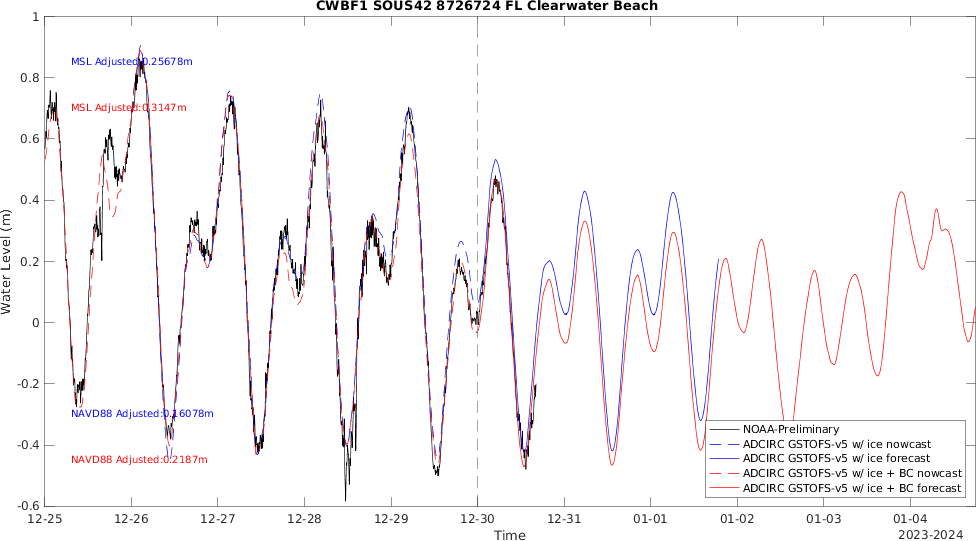 CWBF1 SOUS42 8726724 FL Clearwater Beach
1
0.8
0.6
0.4
0.2
0
-0.2
-0.4
-0.6
Water Level (m)
MSL Adjusted:0.25678m
MSL Adjusted:0.3147m
NAVD88 Adjusted:0.16078m
NAVD88 Adjusted:0.2187m
NOAA-Preliminary
ADCIRC GSTOFS-v5 w/ ice nowcast
ADCIRC GSTOFS-v5 w/ ice forecast
ADCIRC GSTOFS-v5 w/ ice + BC nowcast
ADCIRC GSTOFS-v5 w/ ice + BC forecast
12-25 12-26 12-27 12-28 12-29 12-30 12-31 01-01 01-02 01-03 01-04
Time
2023-2024